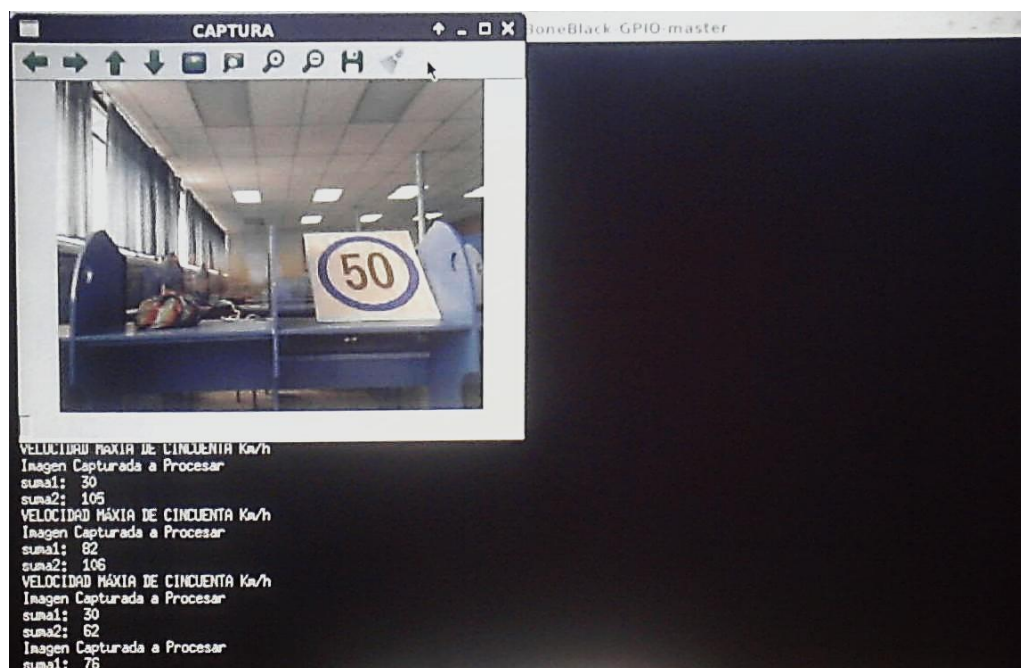 CAPTURA
BoneBlack GPIO-master
50
VELOCIDAD MÁXIA DE CINCUENTA Km/h
Imagen Capturada a Procesar
suma1: 30
suma2: 105
VELOCIDAD MÁXIA DE CINCUENTA Km/h
Imagen Capturada a Procesar
suma1: 82
suma2: 106
VELOCIDAD MÁXIA DE CINCUENTA Km/h
Imagen Capturada a Procesar
suma1: 30
suma2: 62
Imagen Capturada a Procesar
suma1: 76